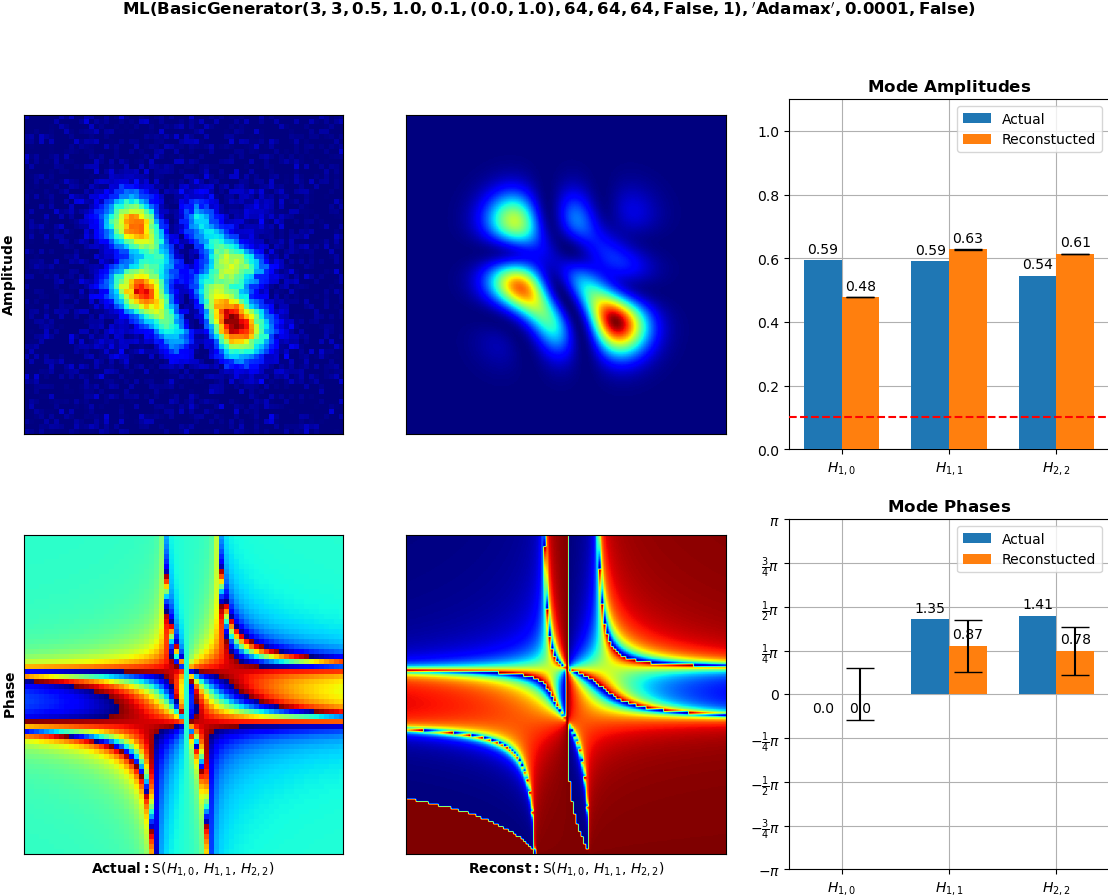 ML(BasicGenerator(3, 3, 0.5, 1.0, 0.1, (0.0, 1.0), 64, 64, 64, False, 1), ′Adamax′, 0.0001, False)
Mode Amplitudes
Amplitude
Actual
Reconstucted
1.0
0.8
0.6
0.4
0.2
0.0
0.59
0.48
0.59
0.63
0.54
0.61
H1,0
H1,1
H2,2
Mode Phases
Phase
Actual
Reconstucted
π
3/4π
1/2π
1/4π
0
−1/4π
−1/2π
−3/4π
−π
0.0
0.0
1.35
0.87
1.41
0.78
H1,0
H1,1
H2,2
Actual: S(H1,0, H1,1, H2,2)
Reconst: S(H1,0, H1,1, H2,2)